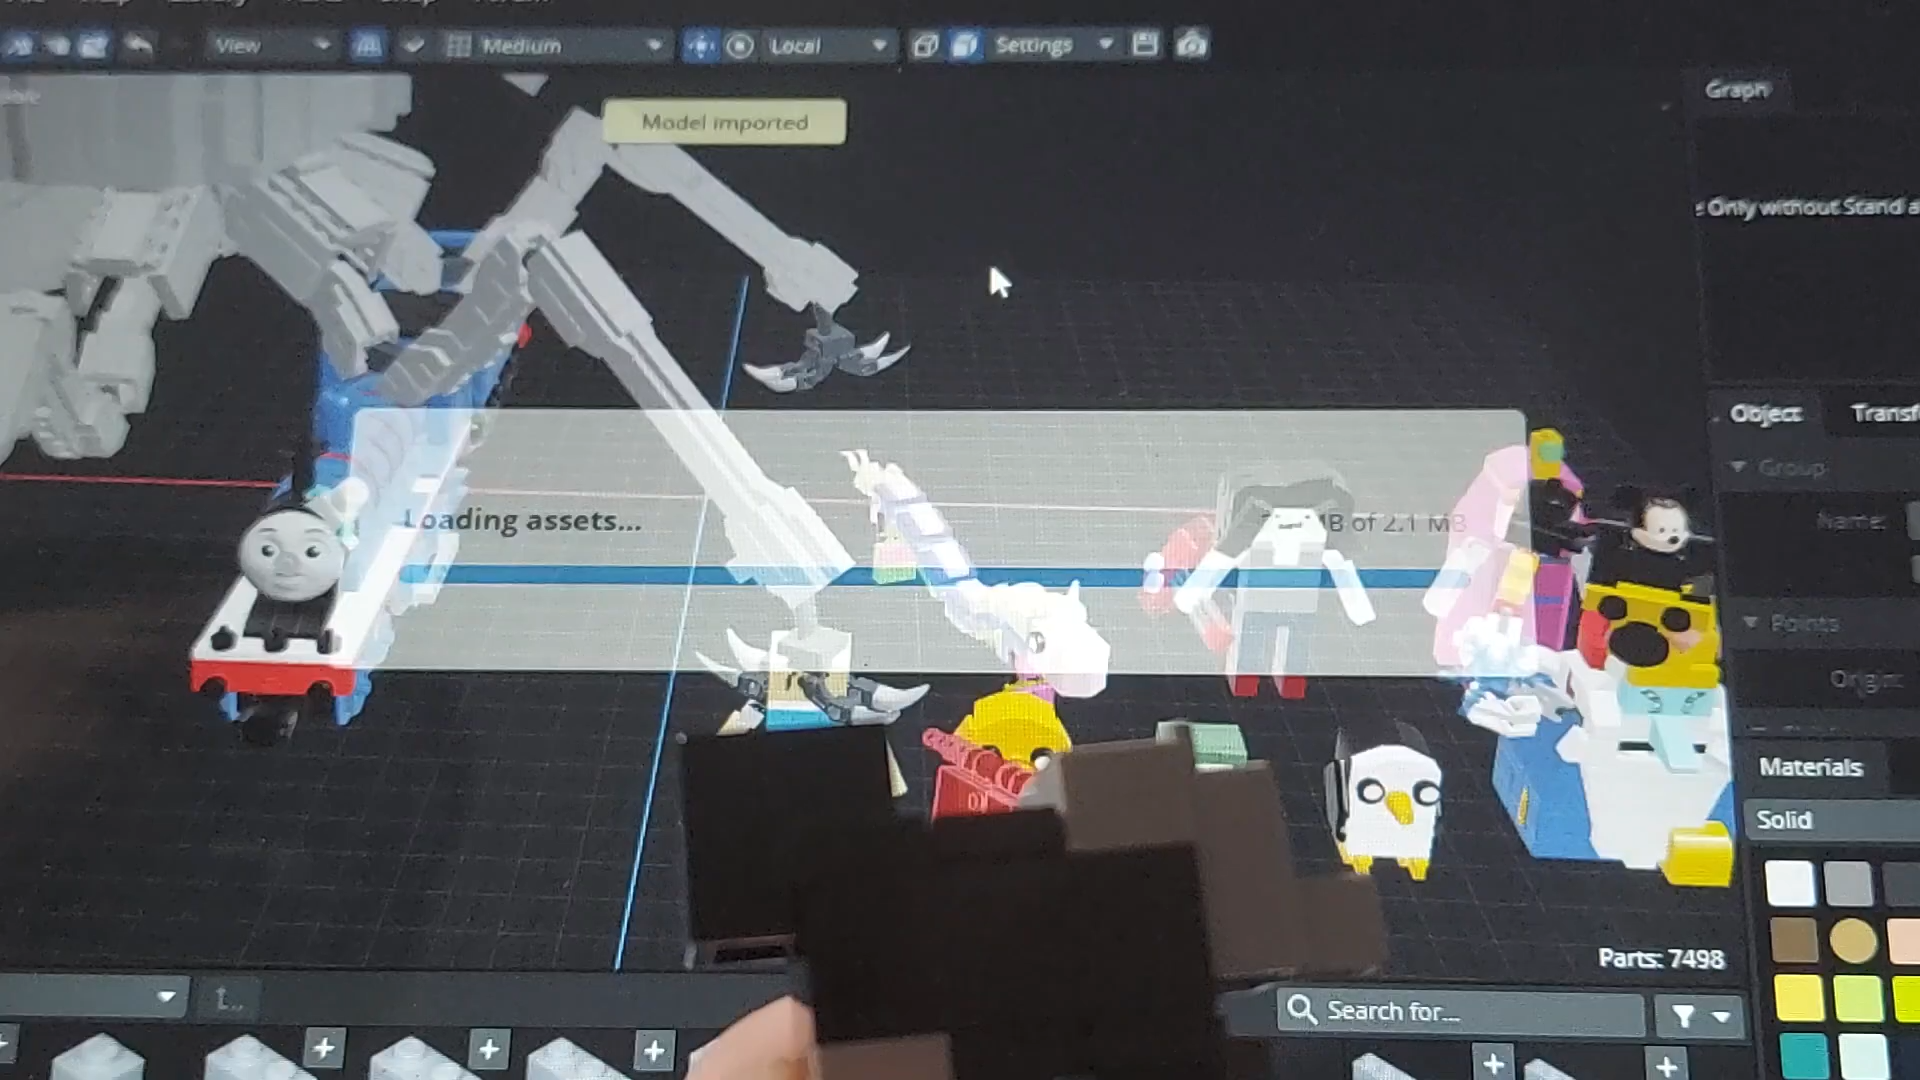 View
Medium
Local
Settings
Graph
Model imported
Only without Stand a
Object
Transf
Group
Name:
Loading assets...
MB of 2.1 MB
Points
Origin:
Materials
Solid
Parts: 7498
Search for...